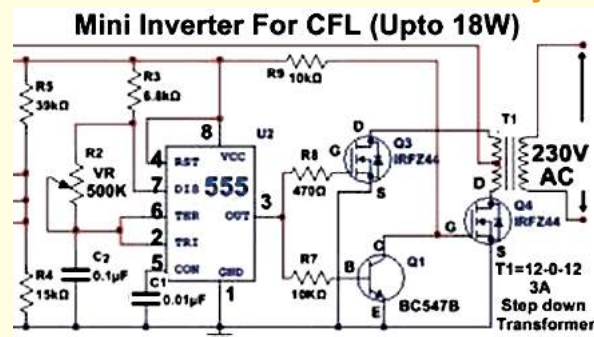 Mini Inverter For CFL (Upto 18W)
R5
39kΩ
R3
6.8kΩ
R9 10kΩ
R2
VR
500K
8
VCC
U2
4
RST
7
DIS
555
6
THR
OUT
3
2
TRI
5
CON
GND
1
R8
470Ω
R7
10KΩ
D
G
S
Q3
IRFZ44
T1
230V
AC
D
G
S
Q4
IRFZ44
C
B
E
Q1
BC547B
C2
0.1µF
C1
0.01µF
R4
15kΩ
T1=12-0-12
3A
Step down
Transformer